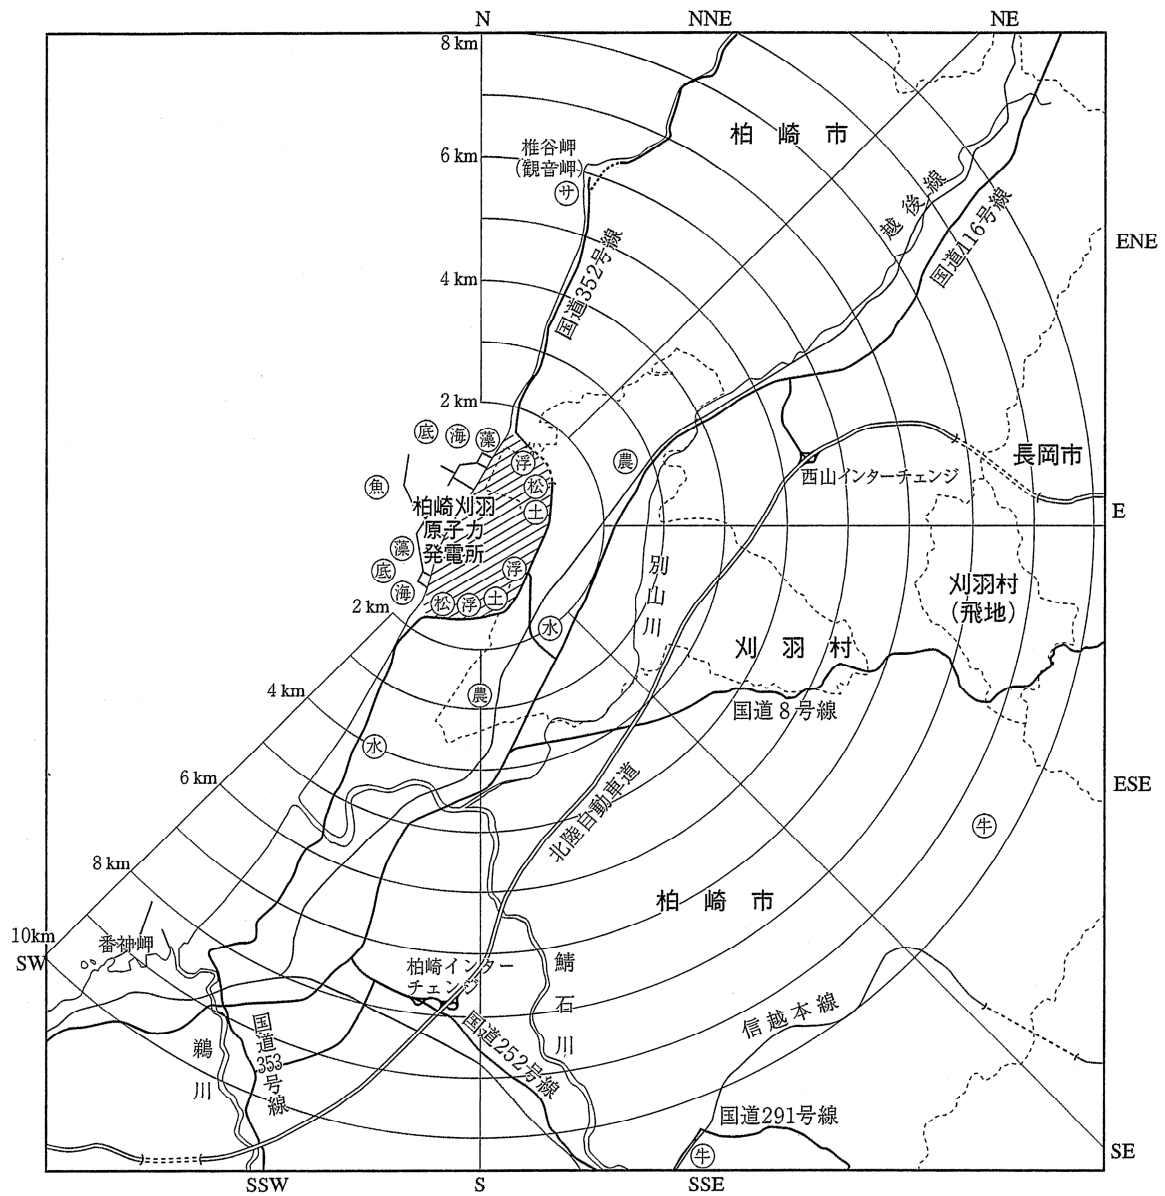 N
NNE
NE
8 km
柏崎市
椎谷岬
(観音岬)
サ
6 km
越後線
国道116号線
ENE
国道352号線
4 km
2 km
底
海
藻
浮
農
松
魚
土
西山インターチェンジ
長岡市
E
柏崎刈羽
原子力
発電所
藻
底
海
浮
松
浮
土
2 km
水
別山川
刈羽村
(飛地)
刈羽村
4 km
農
国道8号線
水
6 km
ESE
北陸自動車道
牛
8 km
柏崎市
10km
SW
番神岬
柏崎インター
チェンジ
鯖石川
信越本線
国道353号線
国道252号線
鵜川
国道291号線
牛
SE
SSW
S
SSE